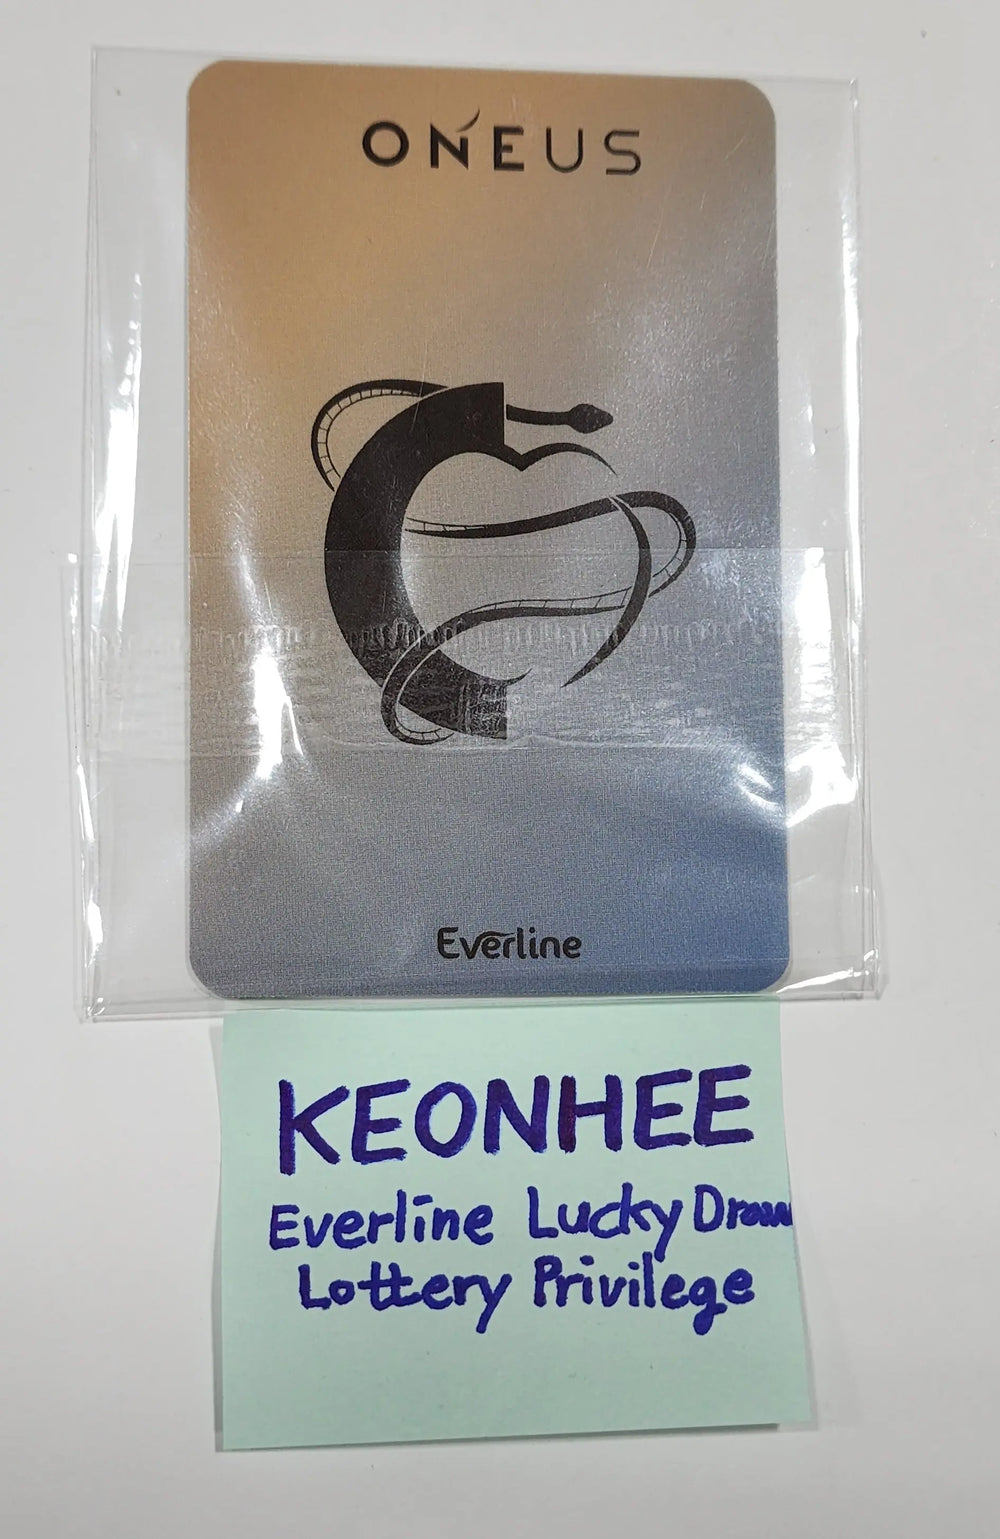 ONEUS
Everline
KEONHEE
Everline Lucky Draw
Lottery Privilege